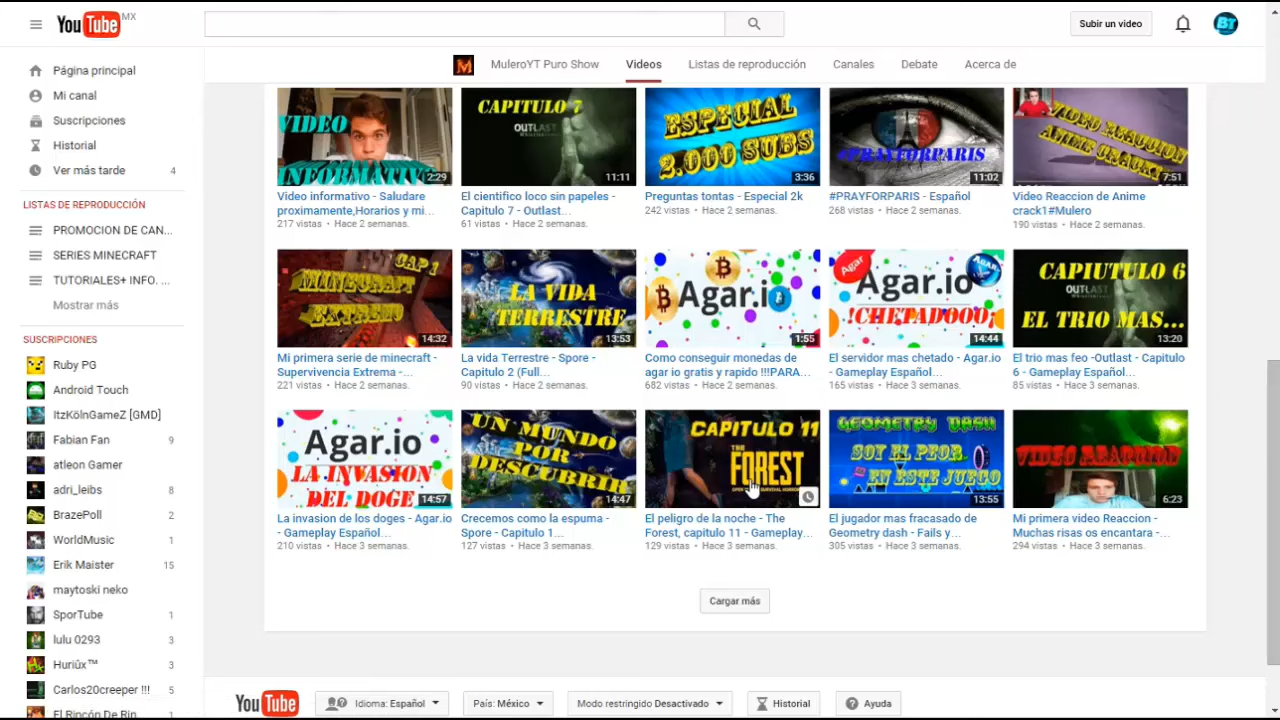 YouTube MX
Subir un video
BT
MuleroYT Puro Show
Videos
Listas de reproducción
Canales
Debate
Acerca de
Página principal
Mi canal
Suscripciones
Historial
Ver más tarde 4
LISTAS DE REPRODUCCIÓN
PROMOCION DE CAN...
SERIES MINECRAFT
TUTORIALES+ INFO. ...
Mostrar más
SUSCRIPCIONES
Ruby PG
Android Touch
ItzKölnGameZ [GMD]
Fabian Fan 9
atleon Gamer
adri_leibs 8
BrazePoll 2
WorldMusic 1
Erik Maister 15
maytoski neko
SporTube 1
lulu 0293 3
Huriûx™ 3
Carlos20creeper !!! 5
El Rincón De Rin... 1
VIDEO
INFORMATIV
2:29
Video informativo - Saludare
proximamente,Horarios y mi...
217 vistas • Hace 2 semanas.
CAPITULO 7
OUTLAST
11:11
El cientifico loco sin papeles -
Capitulo 7 - Outlast...
61 vistas • Hace 2 semanas.
ESPECIAL
2.000 SUBS
3:36
Preguntas tontas - Especial 2k
242 vistas • Hace 2 semanas.
#PRAYFORPARIS
11:02
#PRAYFORPARIS - Español
268 vistas • Hace 2 semanas.
VIDEO REACCION
ANIME CRACK
7:51
Video Reaccion de Anime
crack1#Mulero
190 vistas • Hace 2 semanas.
CAP 1
MINECRAFT
EXTREMO
14:32
Mi primera serie de minecraft -
Supervivencia Extrema -...
221 vistas • Hace 2 semanas.
LA VIDA
TERRESTRE
13:53
La vida Terrestre - Spore -
Capitulo 2 (Full...
90 vistas • Hace 2 semanas.
Agar.io
1:55
Como conseguir monedas de
agar io gratis y rapido !!!PARA...
682 vistas • Hace 2 semanas.
Agar
Agar.io
!CHETADOOO¡
14:44
El servidor mas chetado - Agar.io
- Gameplay Español...
165 vistas • Hace 3 semanas.
CAPIUTULO 6
OUTLAST
EL TRIO MAS...
13:20
El trio mas feo -Outlast - Capitulo
6 - Gameplay Español...
85 vistas • Hace 3 semanas.
Agar.io
LA INVASION
DEL DOGE
14:57
La invasion de los doges - Agar.io
- Gameplay Español...
210 vistas • Hace 3 semanas.
UN MUNDO
POR
DESCUBRIR
14:47
Crecemos como la espuma -
Spore - Capitulo 1...
127 vistas • Hace 3 semanas.
CAPITULO 11
THE
FOREST
El peligro de la noche - The
Forest, capitulo 11 - Gameplay...
129 vistas • Hace 3 semanas.
GEOMETRY DASH
SOY EL PEOR
EN ESTE JUEGO
13:55
El jugador mas fracasado de
Geometry dash - Fails y...
305 vistas • Hace 3 semanas.
VIDEO REACCION
6:23
Mi primera video Reaccion -
Muchas risas os encantara -...
294 vistas • Hace 3 semanas.
Cargar más
YouTube
Idioma: Español
País: México
Modo restringido Desactivado
Historial
Ayuda